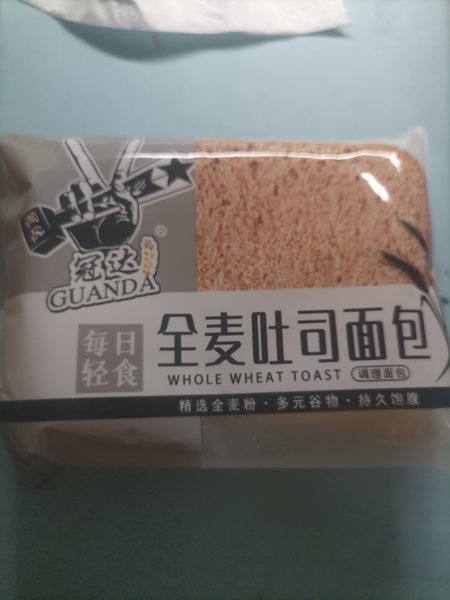 冠达
®
GUANDA
每日
轻食
全麦吐司面包
WHOLE WHEAT TOAST
调理面包
精选全麦粉·多元谷物·持久饱腹